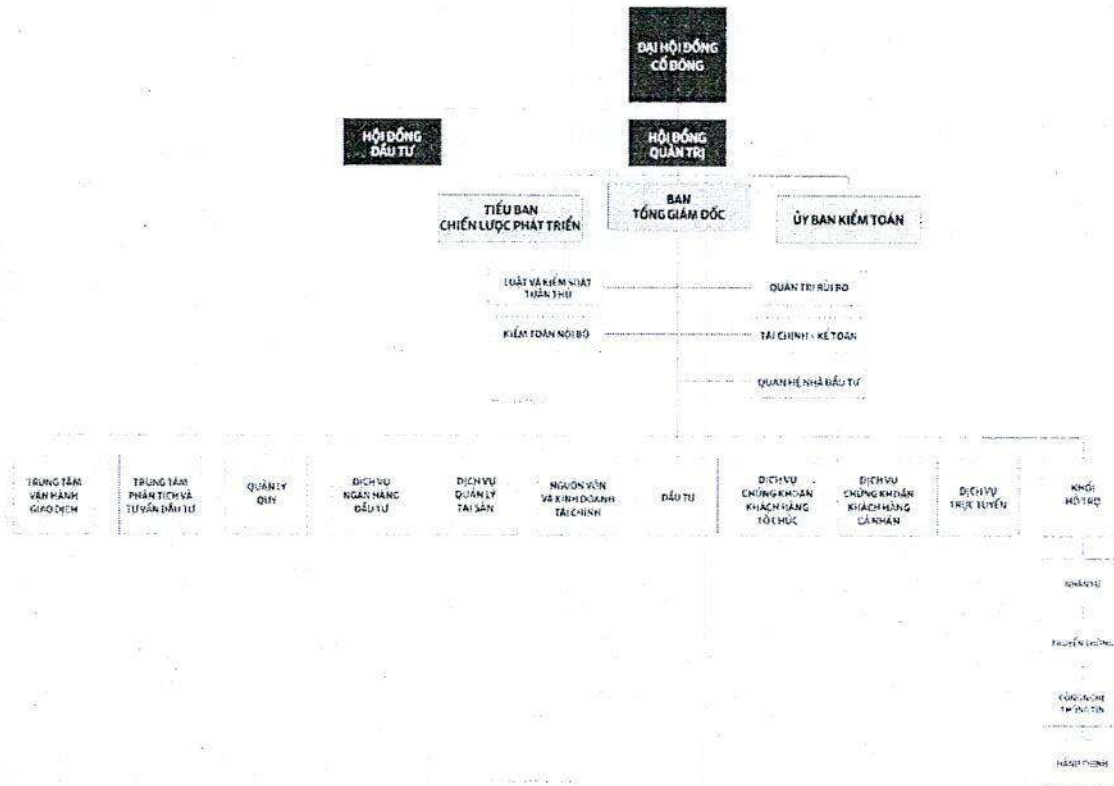 ĐẠI HỘI ĐỒNG
CỔ ĐÔNG
HỘI ĐỒNG
ĐẦU TƯ
HỘI ĐỒNG
QUẢN TRỊ
TIỂU BAN
CHIẾN LƯỢC PHÁT TRIỂN
BAN
TỔNG GIÁM ĐỐC
ỦY BAN KIỂM TOÁN
LUẬT VÀ KIỂM SOÁT
TUÂN THỦ
QUẢN TRỊ RỦI RO
KIỂM TOÁN NỘI BỘ
TÀI CHÍNH - KẾ TOÁN
QUAN HỆ NHÀ ĐẦU TƯ
TRUNG TÂM
VẬN HÀNH
GIAO DỊCH
TRUNG TÂM
PHÂN TÍCH VÀ
TƯ VẤN ĐẦU TƯ
QUẢN LÝ
QUỸ
DỊCH VỤ
NGÂN HÀNG
ĐẦU TƯ
DỊCH VỤ
QUẢN LÝ
TÀI SẢN
NGUỒN VỐN
VÀ KINH DOANH
TÀI CHÍNH
ĐẦU TƯ
DỊCH VỤ
CHỨNG KHOÁN
KHÁCH HÀNG
TỔ CHỨC
DỊCH VỤ
CHỨNG KHOÁN
KHÁCH HÀNG
CÁ NHÂN
DỊCH VỤ
TRỰC TUYẾN
KHỐI
HỖ TRỢ
NHÂN SỰ
TRUYỀN THÔNG
CÔNG NGHỆ
THÔNG TIN
HÀNH CHÍNH